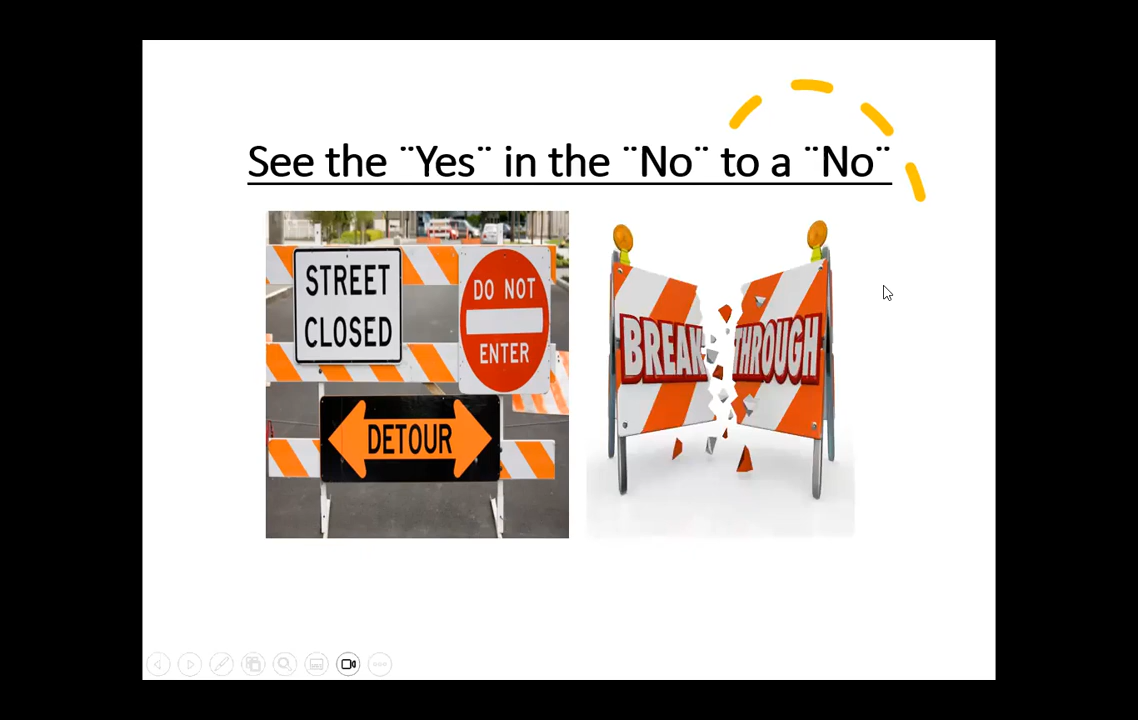 See the ¨Yes¨ in the ¨No¨ to a ¨No¨
STREET
CLOSED
DO NOT
ENTER
DETOUR
BREAK THROUGH